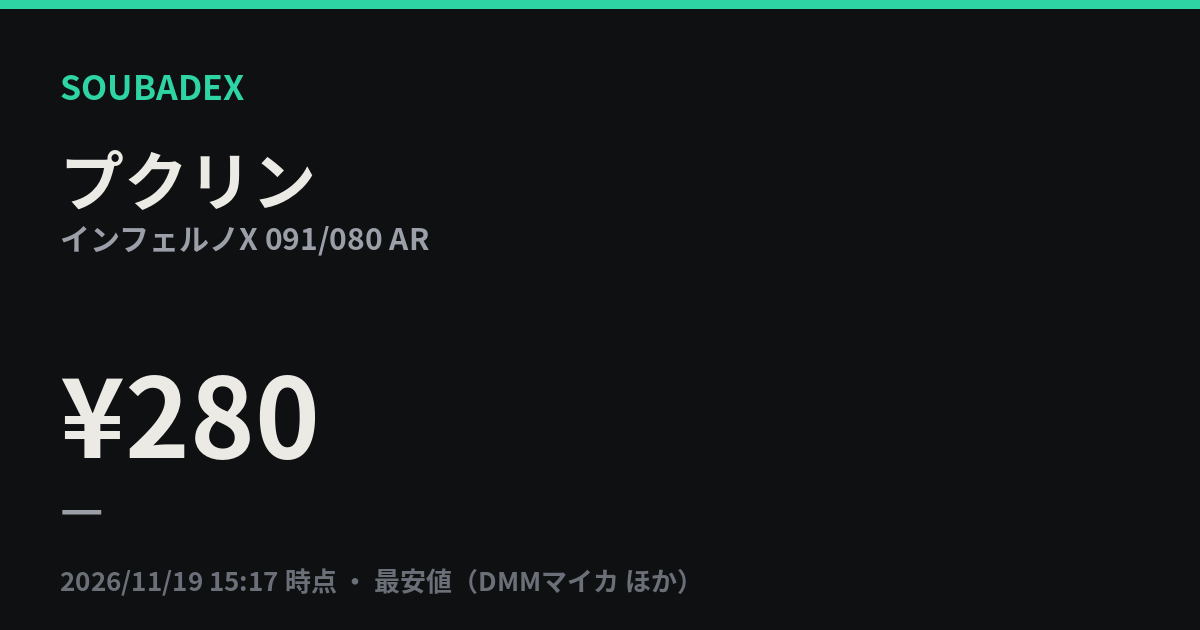 SOUBADEX
プクリン
インフェルノX 091/080 AR
¥280
—
2026/11/19 15:17 時点 ・ 最安値（DMMマイカ ほか）